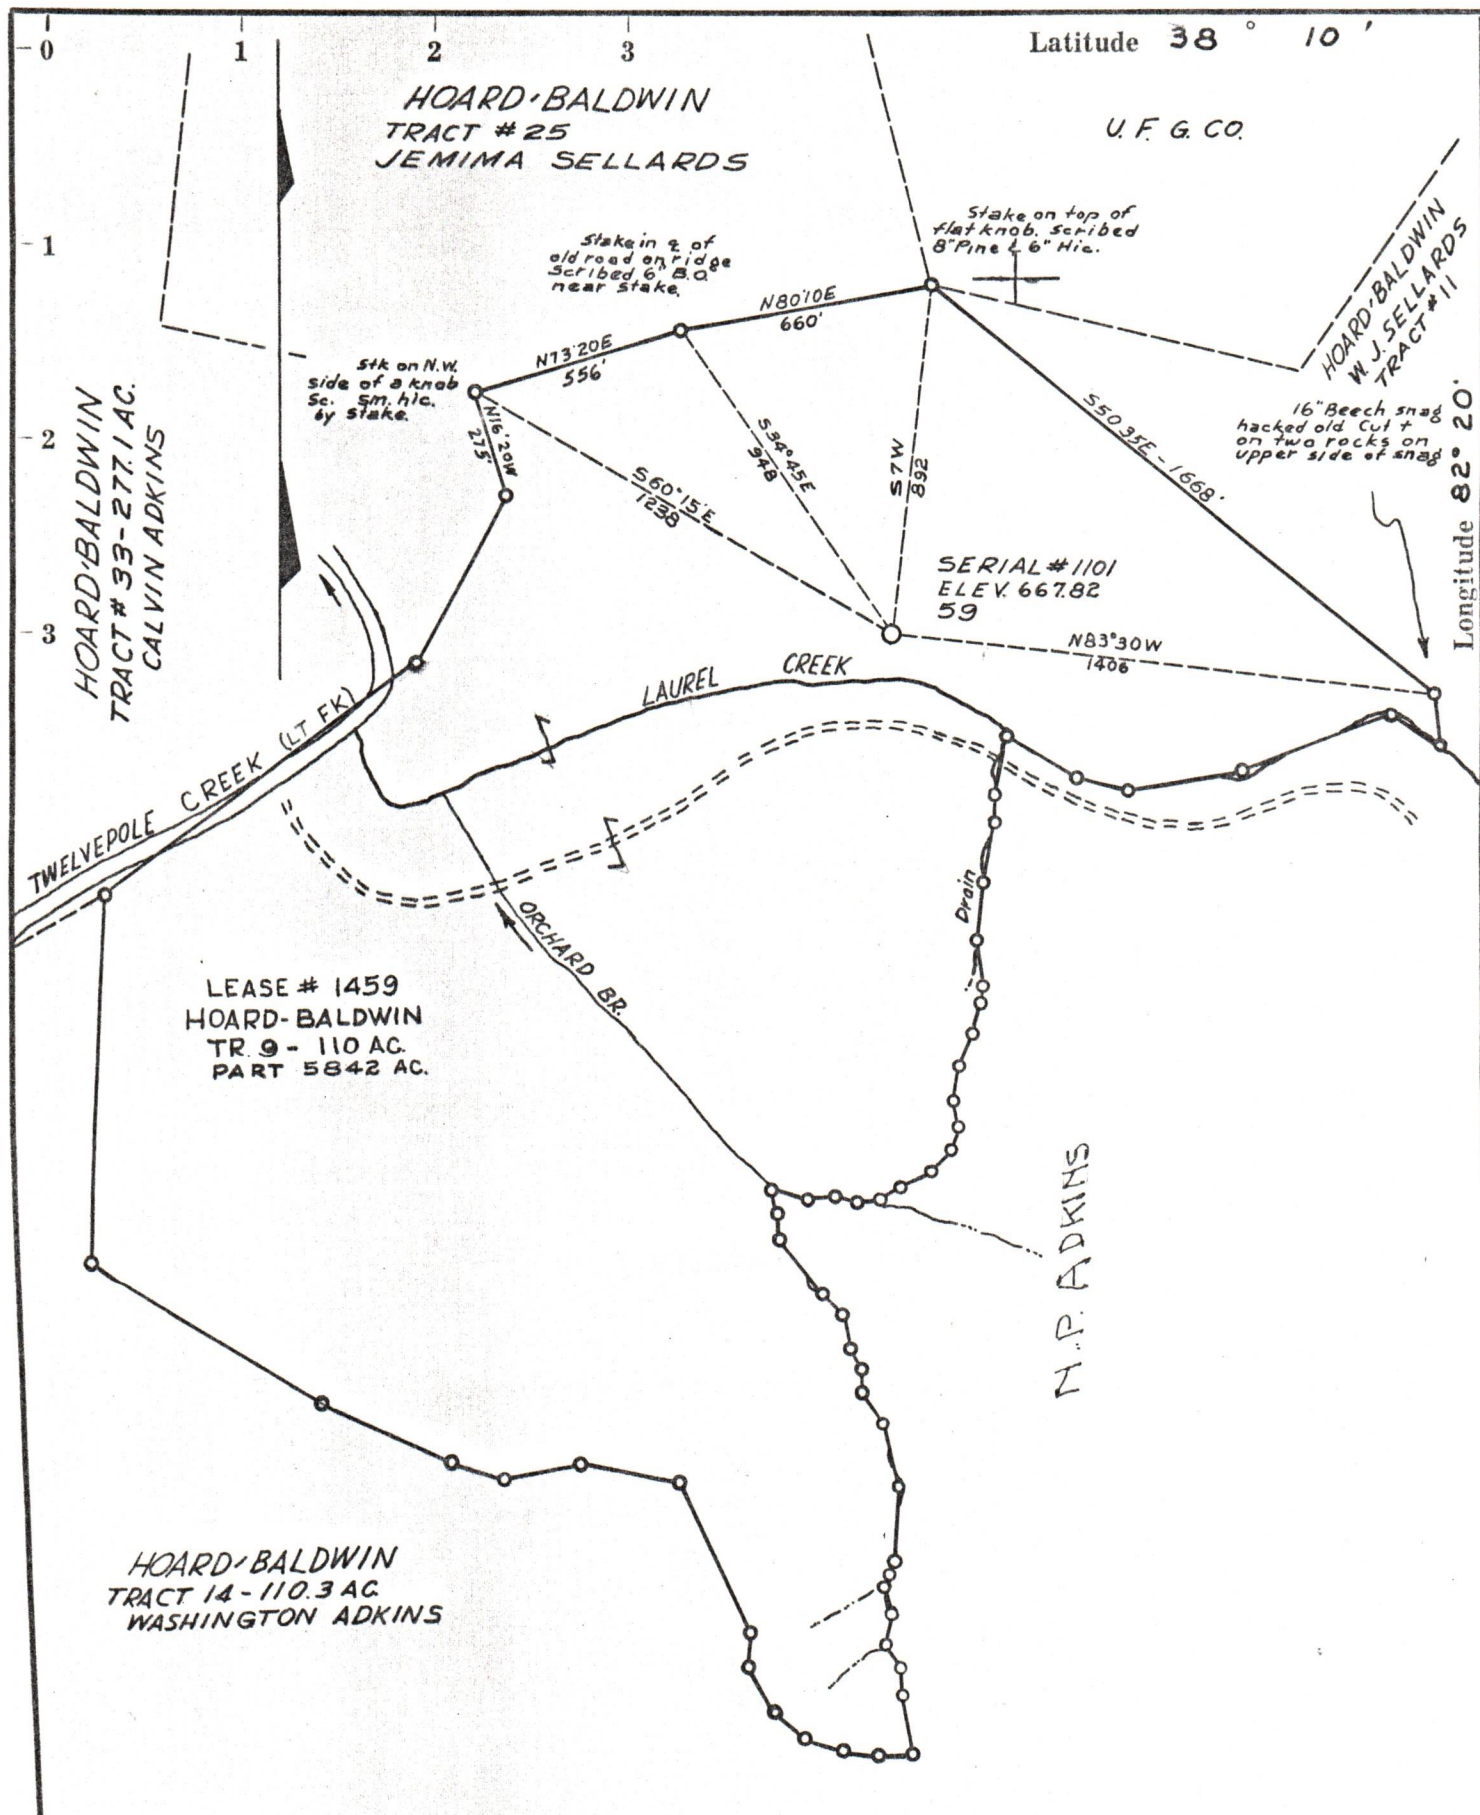 0 1 2 3
Latitude 38° 10'
HOARD-BALDWIN
TRACT #25
JEMIMA SELLARDS
U.F.G.CO.
1
2
3
Stake in ℄ of
old road on ridge
Scribed 6" B.O.
near stake.
Stake on top of
flat knob. Scribed
8" Pine & 6" Hic.
HOARD-BALDWIN
W.J. SELLARDS
TRACT #11
N80°10E
660'
N73°20E
556'
Stk on N.W.
side of a knob
Sc. sm. hic.
by Stake.
N16°20W
275'
S60°15'E
1238
S34°45E
948
S7W
892
S50 35E - 1668'
16" Beech snag
hacked old Cut +
on two rocks on
upper side of snag
Longitude 82° 20'
HOARD-BALDWIN
TRACT #33-277.1 AC.
CALVIN ADKINS
SERIAL #1101
ELEV. 667.82
59
N83°30W
1406
LAUREL CREEK
TWELVEPOLE CREEK (LT FK)
ORCHARD BR.
Drain
LEASE # 1459
HOARD-BALDWIN
TR. 9 - 110 AC.
PART 5842 AC.
H.P. ADKINS
HOARD-BALDWIN
TRACT 14-110.3 AC.
WASHINGTON ADKINS